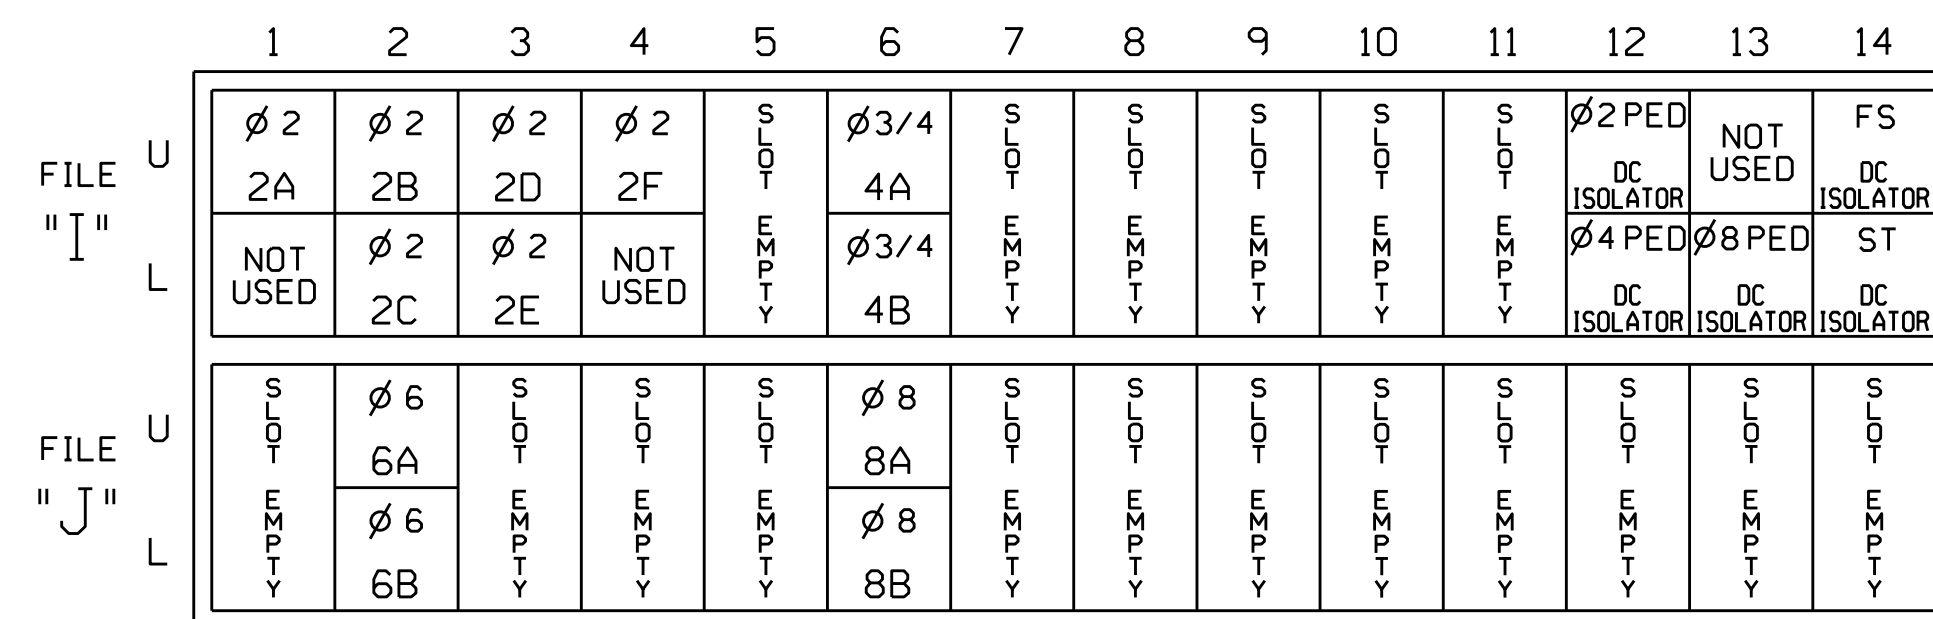 1 2 3 4 5 6 7 8 9 10 11 12 13 14
FILE "I"
U
Ø 2 2A
Ø 2 2B
Ø 2 2D
Ø 2 2F
SLOT EMPTY
Ø3/4 4A
SLOT EMPTY
SLOT EMPTY
SLOT EMPTY
SLOT EMPTY
SLOT EMPTY
Ø2 PED DC ISOLATOR
NOT USED
FS DC ISOLATOR
L
NOT USED
Ø 2 2C
Ø 2 2E
NOT USED
Ø3/4 4B
Ø4 PED DC ISOLATOR
Ø8 PED DC ISOLATOR
ST DC ISOLATOR
FILE "J"
U
SLOT EMPTY
Ø 6 6A
SLOT EMPTY
SLOT EMPTY
SLOT EMPTY
Ø 8 8A
SLOT EMPTY
SLOT EMPTY
SLOT EMPTY
SLOT EMPTY
SLOT EMPTY
SLOT EMPTY
SLOT EMPTY
SLOT EMPTY
L
Ø 6 6B
Ø 8 8B